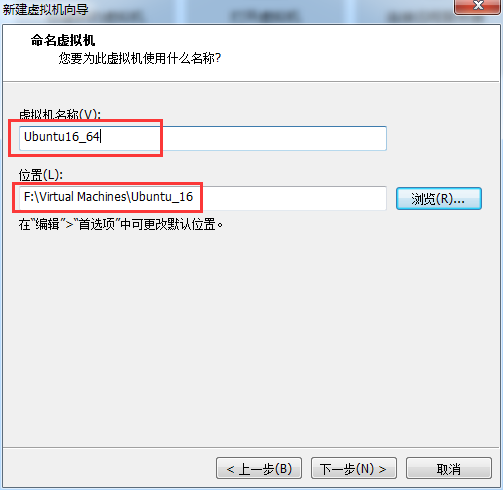 新建虚拟机向导
命名虚拟机
您要为此虚拟机使用什么名称?
虚拟机名称(V):
Ubuntu16_64
位置(L):
F:\Virtual Machines\Ubuntu_16
浏览(R)...
在“编辑”>“首选项”中可更改默认位置。
< 上一步(B)
下一步(N) >
取消